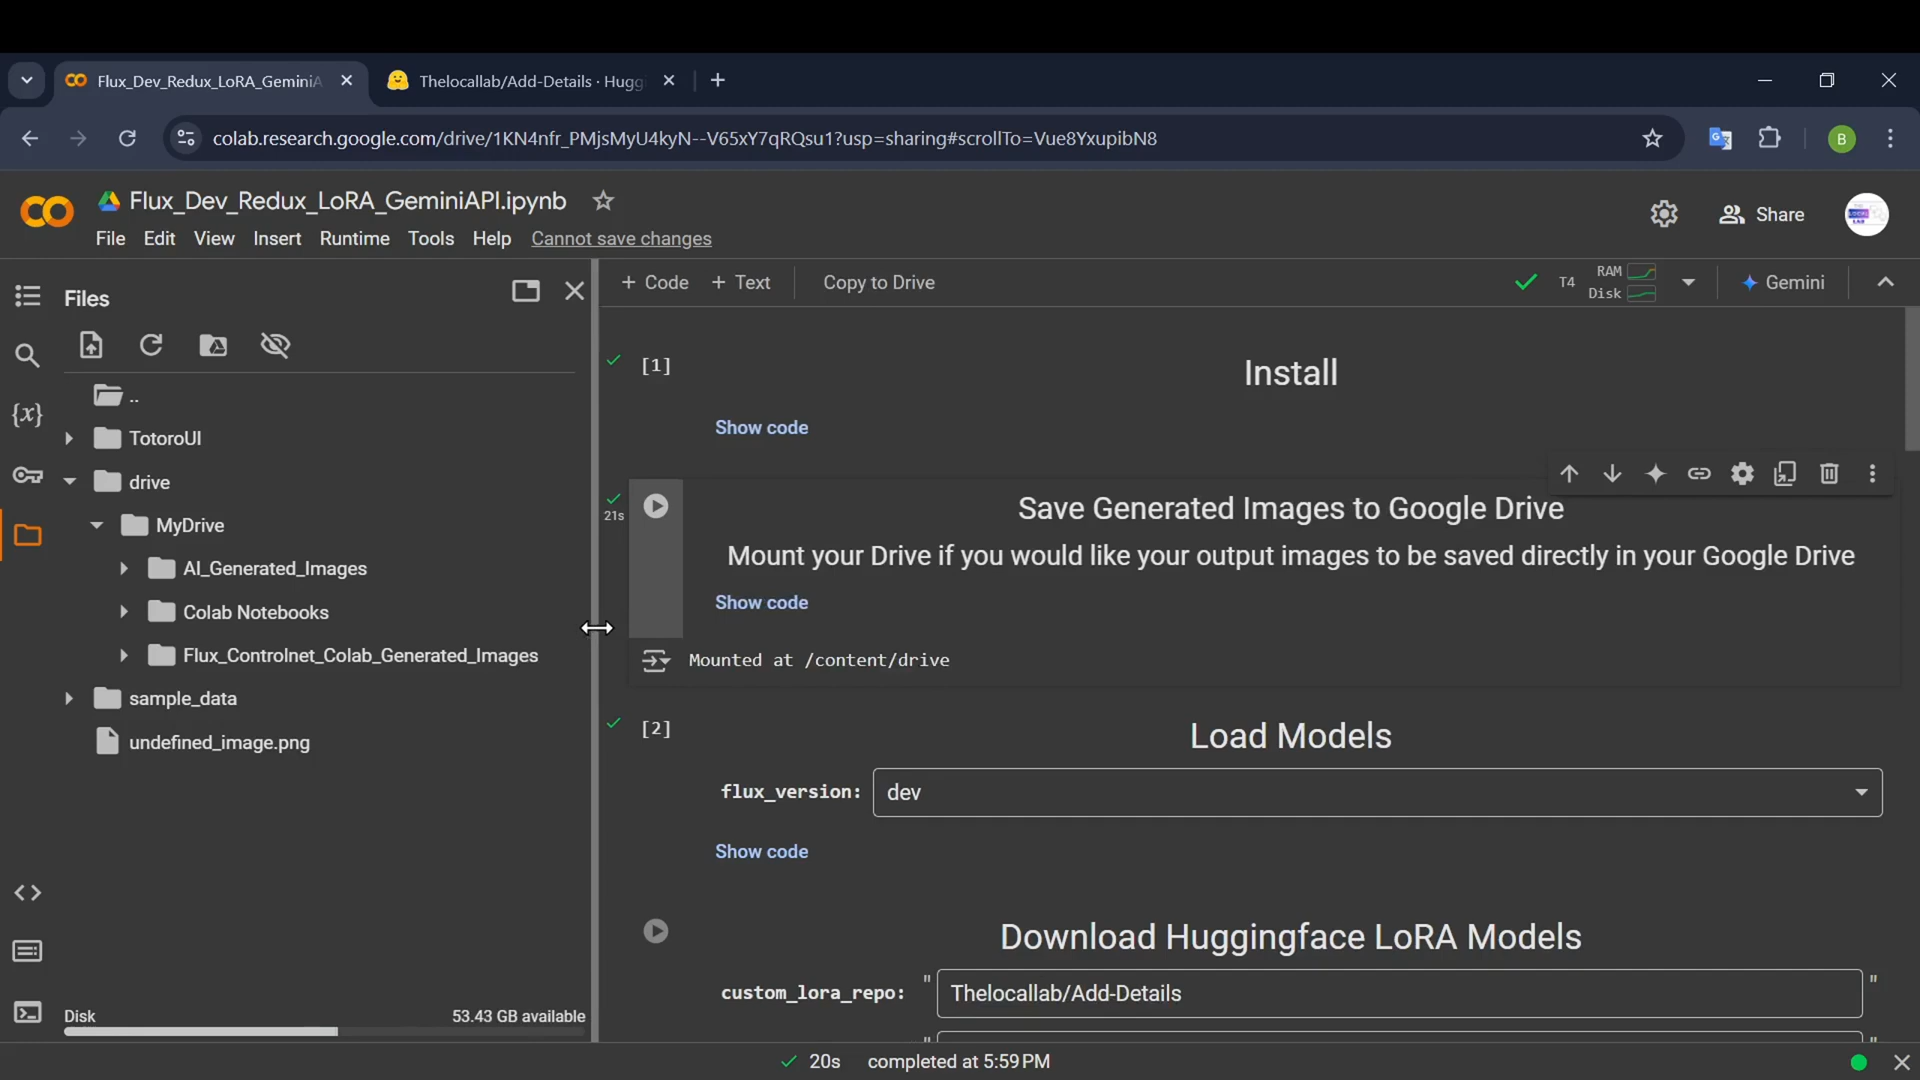 Flux_Dev_Redux_LoRA_GeminiA
Thelocallab/Add-Details · Hugg
colab.research.google.com/drive/1KN4nfr_PMjsMyU4kyN--V65xY7qRQsu1?usp=sharing#scrollTo=Vue8YxupibN8
B
Flux_Dev_Redux_LoRA_GeminiAPI.ipynb
File Edit View Insert Runtime Tools Help Cannot save changes
Share
Files
+ Code + Text Copy to Drive
T4
RAM
Disk
Gemini
..
TotoroUI
drive
MyDrive
AI_Generated_Images
Colab Notebooks
Flux_Controlnet_Colab_Generated_Images
sample_data
undefined_image.png
Disk 53.43 GB available
{x}
[1]
Install
Show code
21s
Save Generated Images to Google Drive
Mount your Drive if you would like your output images to be saved directly in your Google Drive
Show code
Mounted at /content/drive
[2]
Load Models
flux_version: dev
Show code
Download Huggingface LoRA Models
custom_lora_repo: " Thelocallab/Add-Details "
" "
20s completed at 5:59 PM